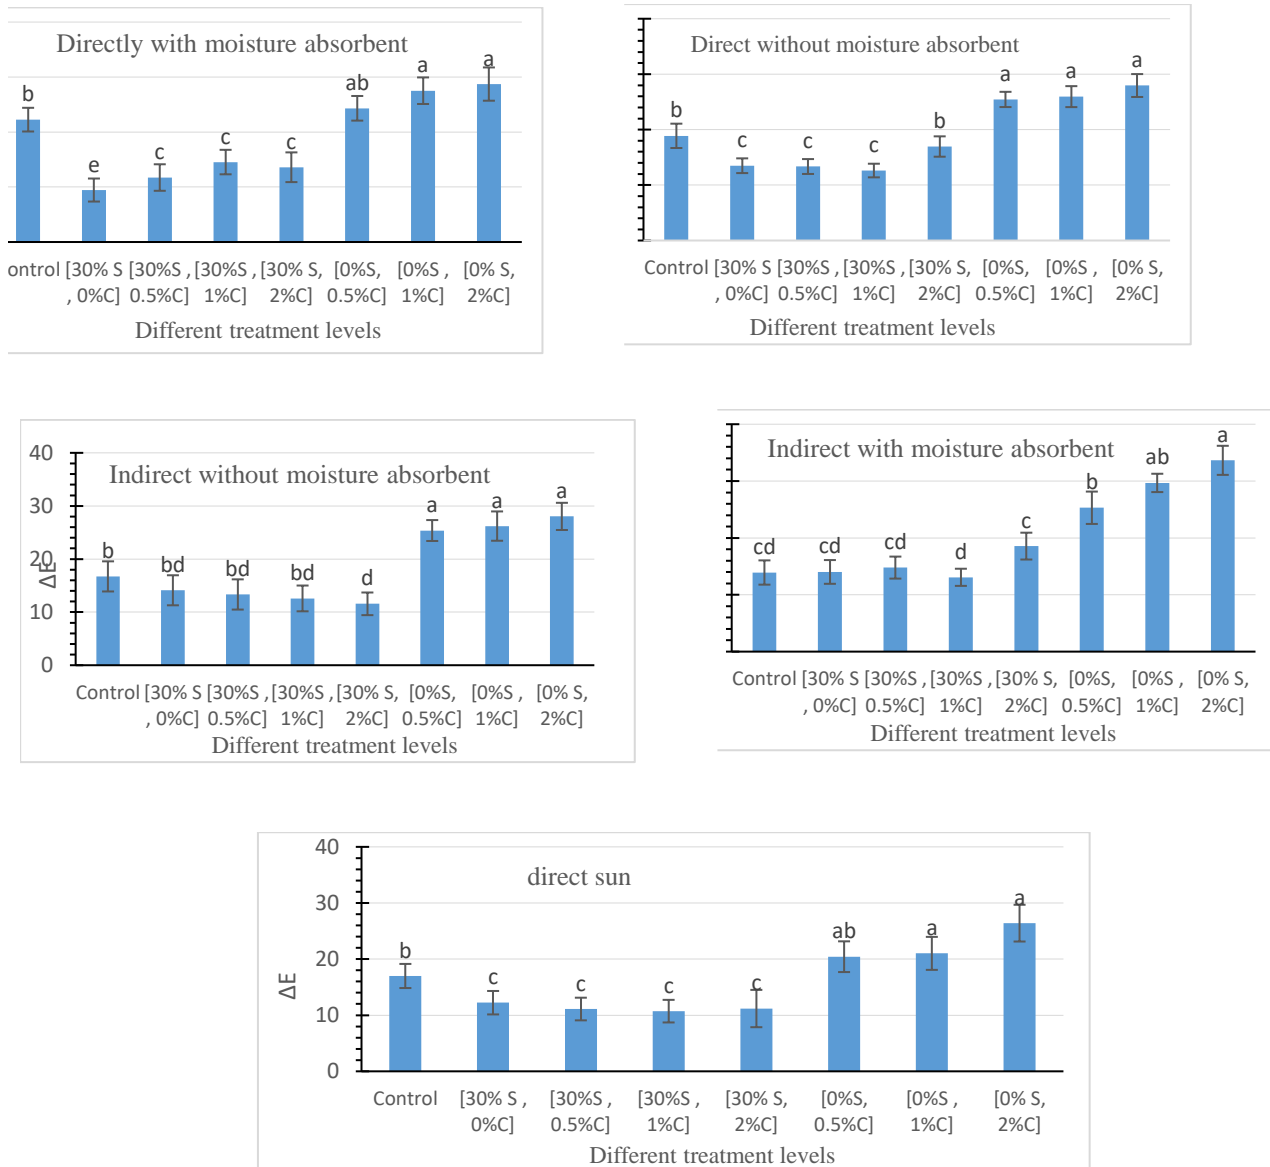 Directly with moisture absorbent
b
e
c
c
c
ab
a
a
ontrol [30% S [30%S , [30%S , [30% S, [0%S, [0%S , [0% S,
, 0%C] 0.5%C] 1%C] 2%C] 0.5%C] 1%C] 2%C]
Different treatment levels
Direct without moisture absorbent
b
c
c
c
b
a
a
a
Control [30% S [30%S , [30%S , [30% S, [0%S, [0%S , [0% S,
, 0%C] 0.5%C] 1%C] 2%C] 0.5%C] 1%C] 2%C]
Different treatment levels
Indirect without moisture absorbent
40
30
20
10
0
ΔE
b
bd
bd
bd
d
a
a
a
Control [30% S [30%S , [30%S , [30% S, [0%S, [0%S , [0% S,
, 0%C] 0.5%C] 1%C] 2%C] 0.5%C] 1%C] 2%C]
Different treatment levels
Indirect with moisture absorbent
cd
cd
cd
d
c
b
ab
a
Control [30% S [30%S , [30%S , [30% S, [0%S, [0%S , [0% S,
, 0%C] 0.5%C] 1%C] 2%C] 0.5%C] 1%C] 2%C]
Different treatment levels
direct sun
40
30
20
10
0
ΔE
b
c
c
c
c
ab
a
a
Control [30% S , [30%S , [30%S , [30% S, [0%S, [0%S , [0% S,
0%C] 0.5%C] 1%C] 2%C] 0.5%C] 1%C] 2%C]
Different treatment levels